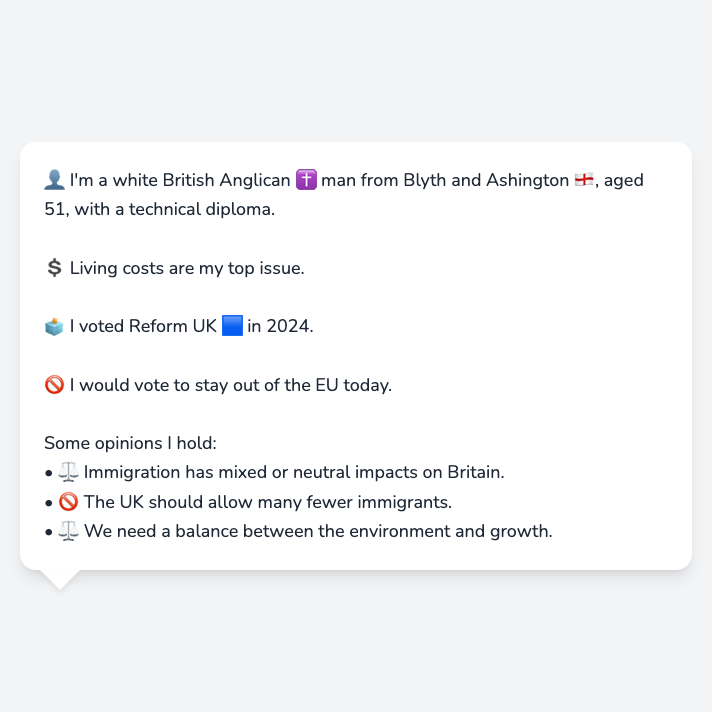 👤 I'm a white British Anglican ✝️ man from Blyth and Ashington 🏴󠁧󠁢󠁥󠁮󠁧󠁿, aged
51, with a technical diploma.
💲 Living costs are my top issue.
🗳️ I voted Reform UK 🟦 in 2024.
🚫 I would vote to stay out of the EU today.
Some opinions I hold:
• ⚖️ Immigration has mixed or neutral impacts on Britain.
• 🚫 The UK should allow many fewer immigrants.
• ⚖️ We need a balance between the environment and growth.